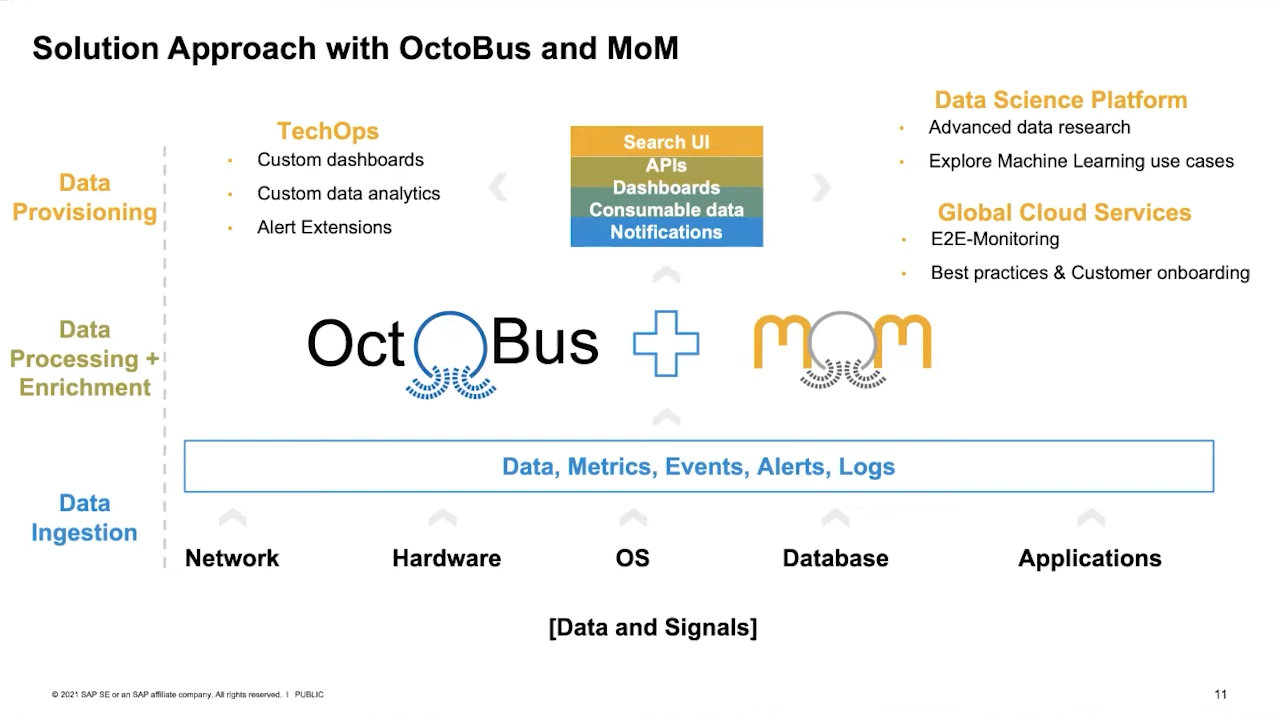 Solution Approach with OctoBus and MoM
Data
Provisioning
TechOps
• Custom dashboards
• Custom data analytics
• Alert Extensions
Search UI
APIs
Dashboards
Consumable data
Notifications
Data Science Platform
• Advanced data research
• Explore Machine Learning use cases
Global Cloud Services
• E2E-Monitoring
• Best practices & Customer onboarding
Data
Processing +
Enrichment
OctOBus
mOm
Data
Ingestion
Data, Metrics, Events, Alerts, Logs
Network Hardware OS Database Applications
[Data and Signals]
© 2021 SAP SE or an SAP affiliate company. All rights reserved. I PUBLIC
11